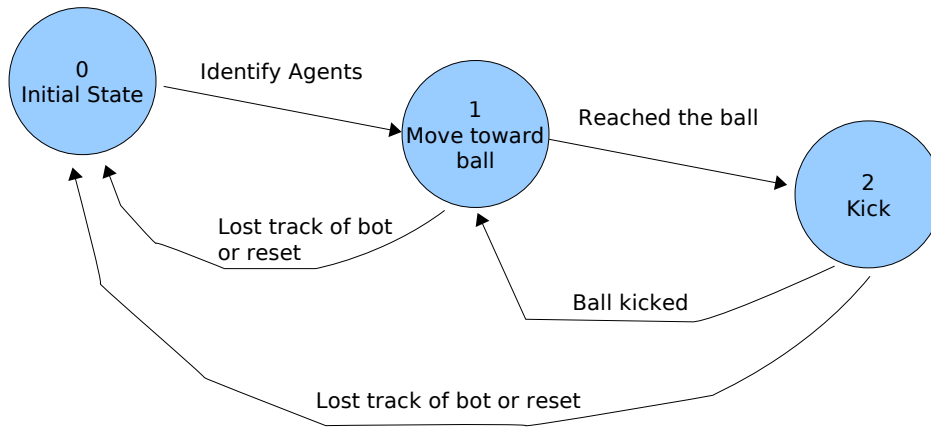 0
Initial State
Identify Agents
1
Move toward
ball
Reached the ball
2
Kick
Lost track of bot
or reset
Ball kicked
Lost track of bot or reset